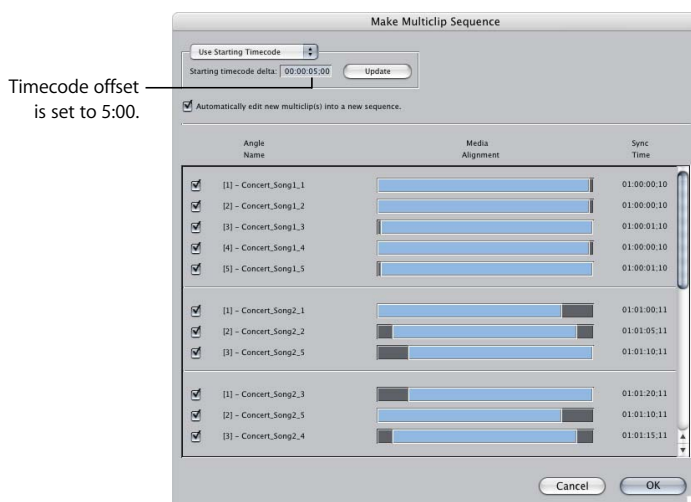 Make Multiclip Sequence
Use Starting Timecode
Starting timecode delta: 00:00:05;00 Update
Timecode offset
is set to 5:00.
Automatically edit new multiclip(s) into a new sequence.
Angle Name Media Alignment Sync Time
[1] – Concert_Song1_1 01:00:00;10
[2] – Concert_Song1_2 01:00:00;10
[3] – Concert_Song1_3 01:00:01;10
[4] – Concert_Song1_4 01:00:00;10
[5] – Concert_Song1_5 01:00:01;10
[1] – Concert_Song2_1 01:01:00;11
[2] – Concert_Song2_2 01:01:05;11
[3] – Concert_Song2_5 01:01:10;11
[1] – Concert_Song2_3 01:01:20;11
[2] – Concert_Song2_5 01:01:10;11
[3] – Concert_Song2_4 01:01:15;11
Cancel OK